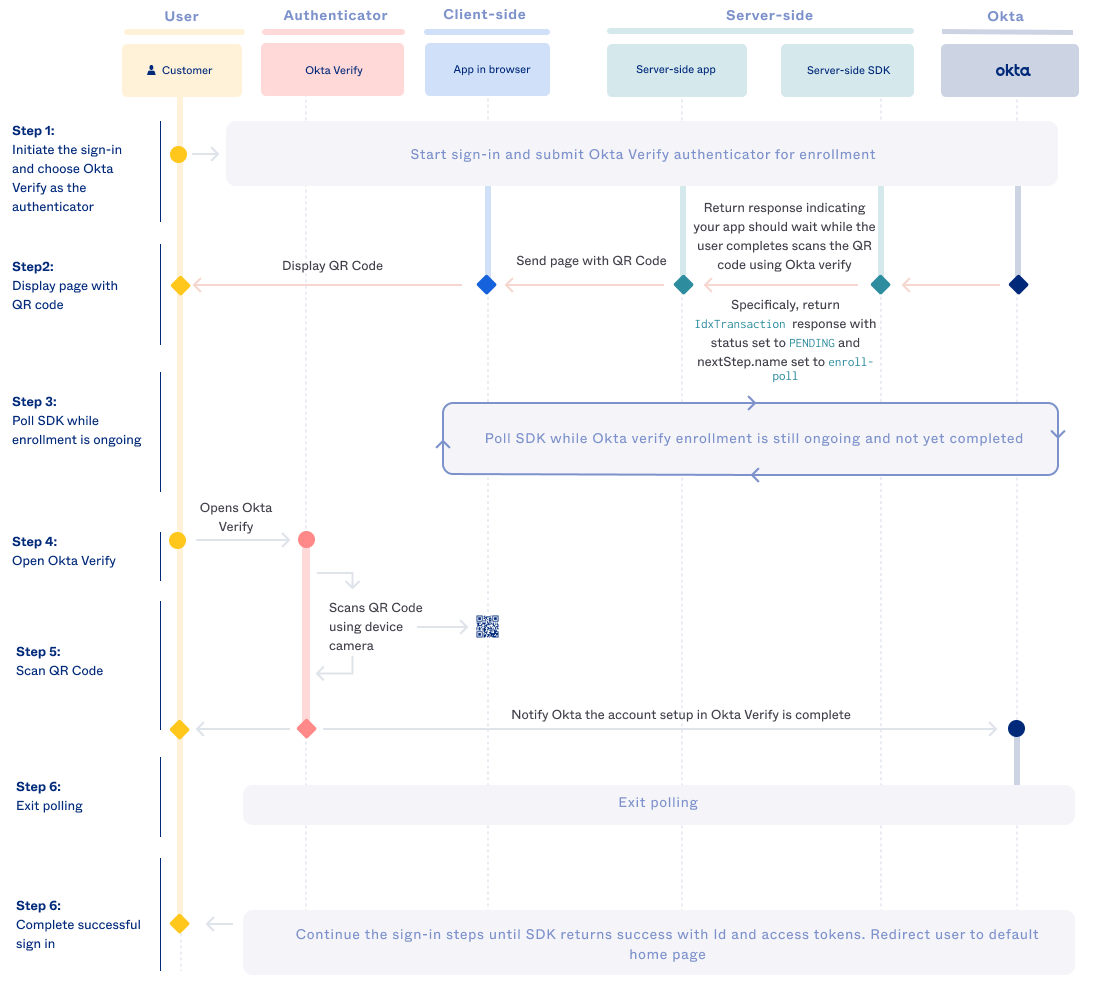 User
Authenticator
Client-side
Server-side
Okta
Customer
Okta Verify
App in browser
Server-side app
Server-side SDK
okta
Step 1:
Initiate the sign-in
and choose Okta
Verify as the
authenticator
Start sign-in and submit Okta Verify authenticator for enrollment
Return response indicating
your app should wait while the
user completes scans the QR
code using Okta verify
Step2:
Display page with
QR code
Display QR Code
Send page with QR Code
Specificaly, return
IdxTransaction response with
status set to PENDING and
nextStep.name set to enroll-
poll
Step 3:
Poll SDK while
enrollment is ongoing
Poll SDK while Okta verify enrollment is still ongoing and not yet completed
Opens Okta
Verify
Step 4:
Open Okta Verify
Scans QR Code
using device
camera
Step 5:
Scan QR Code
Notify Okta the account setup in Okta Verify is complete
Step 6:
Exit polling
Exit polling
Step 6:
Complete successful
sign in
Continue the sign-in steps until SDK returns success with Id and access tokens. Redirect user to default
home page